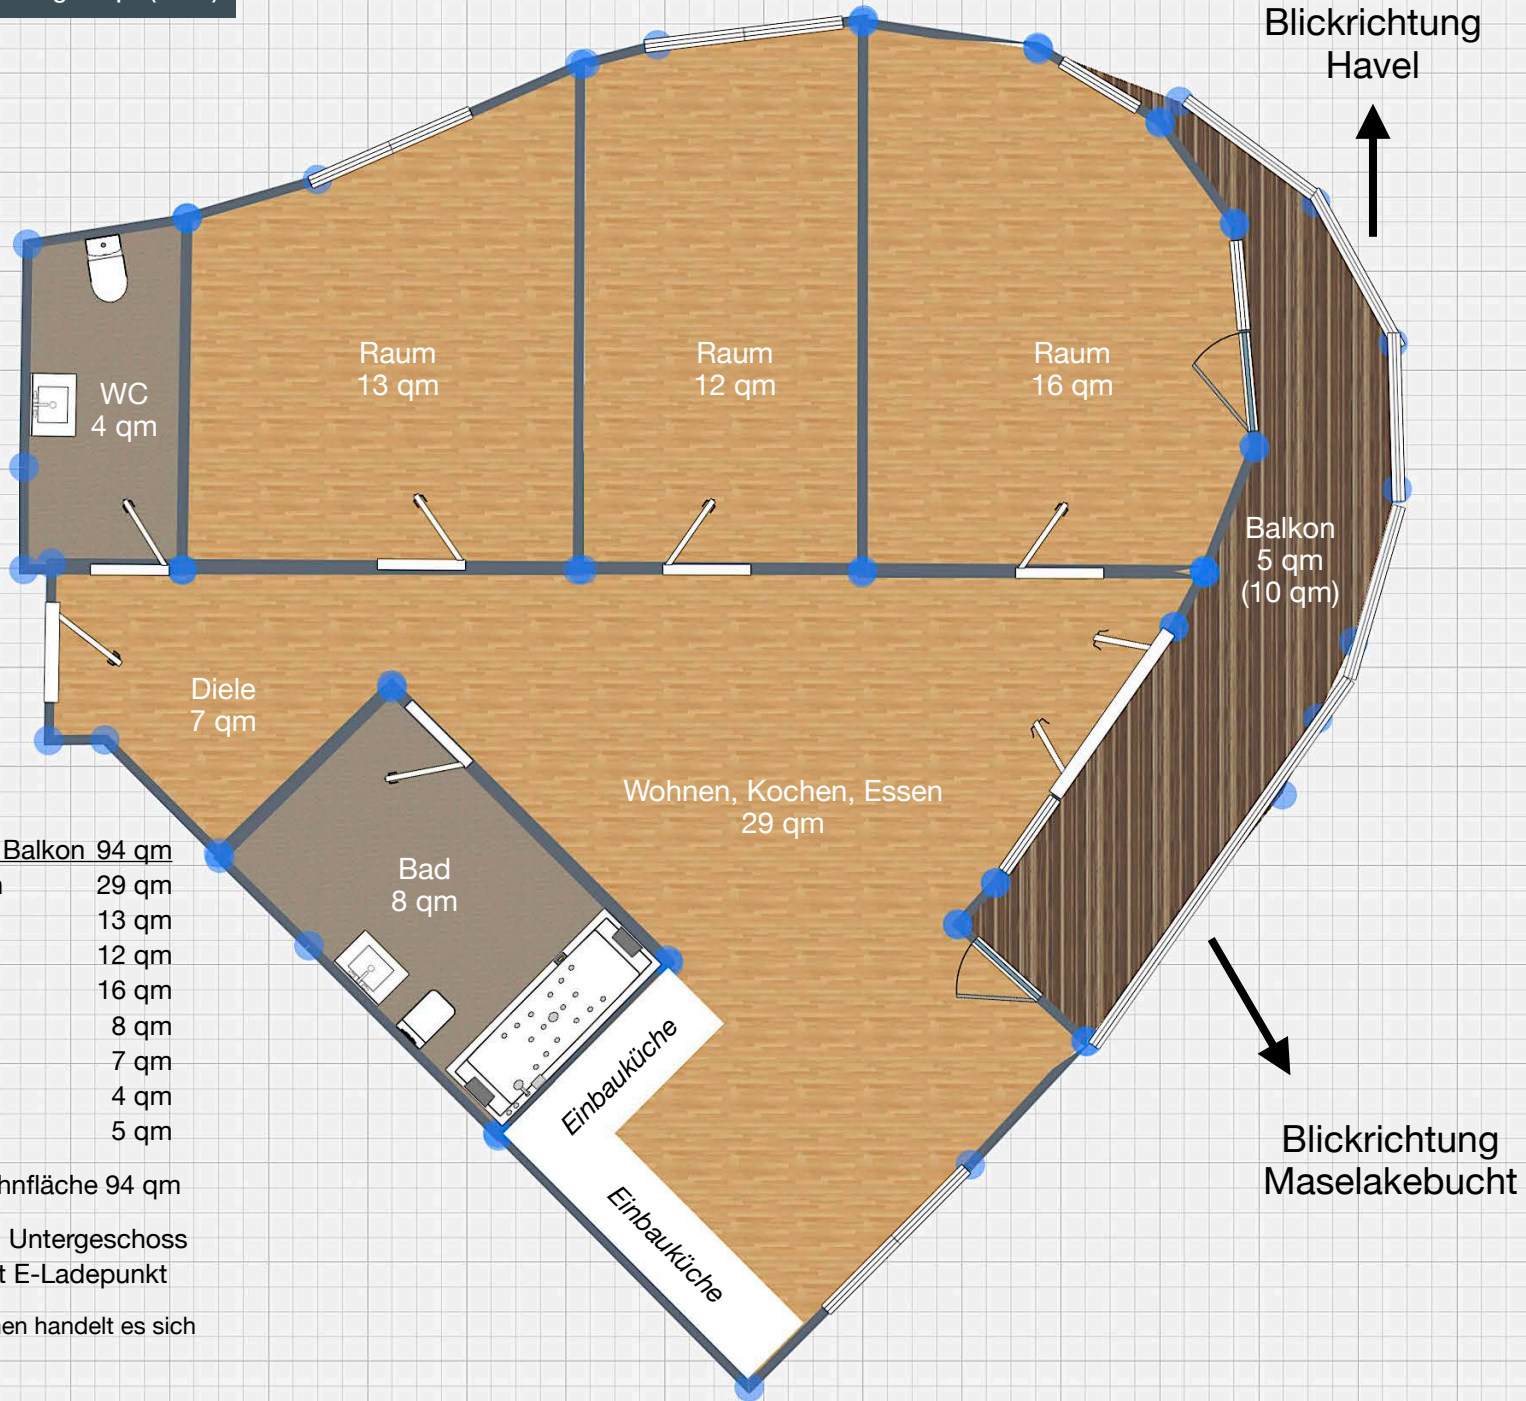 Blickrichtung
Havel
Raum
13 qm
Raum
12 qm
Raum
16 qm
WC
4 qm
Balkon
5 qm
(10 qm)
Diele
7 qm
Wohnen, Kochen, Essen
29 qm
Bad
8 qm
Balkon 94 qm
29 qm
13 qm
12 qm
16 qm
8 qm
7 qm
4 qm
5 qm
Einbauküche
Einbauküche
Blickrichtung
Maselakebucht
hnfläche 94 qm
Untergeschoss
t E-Ladepunkt
en handelt es sich